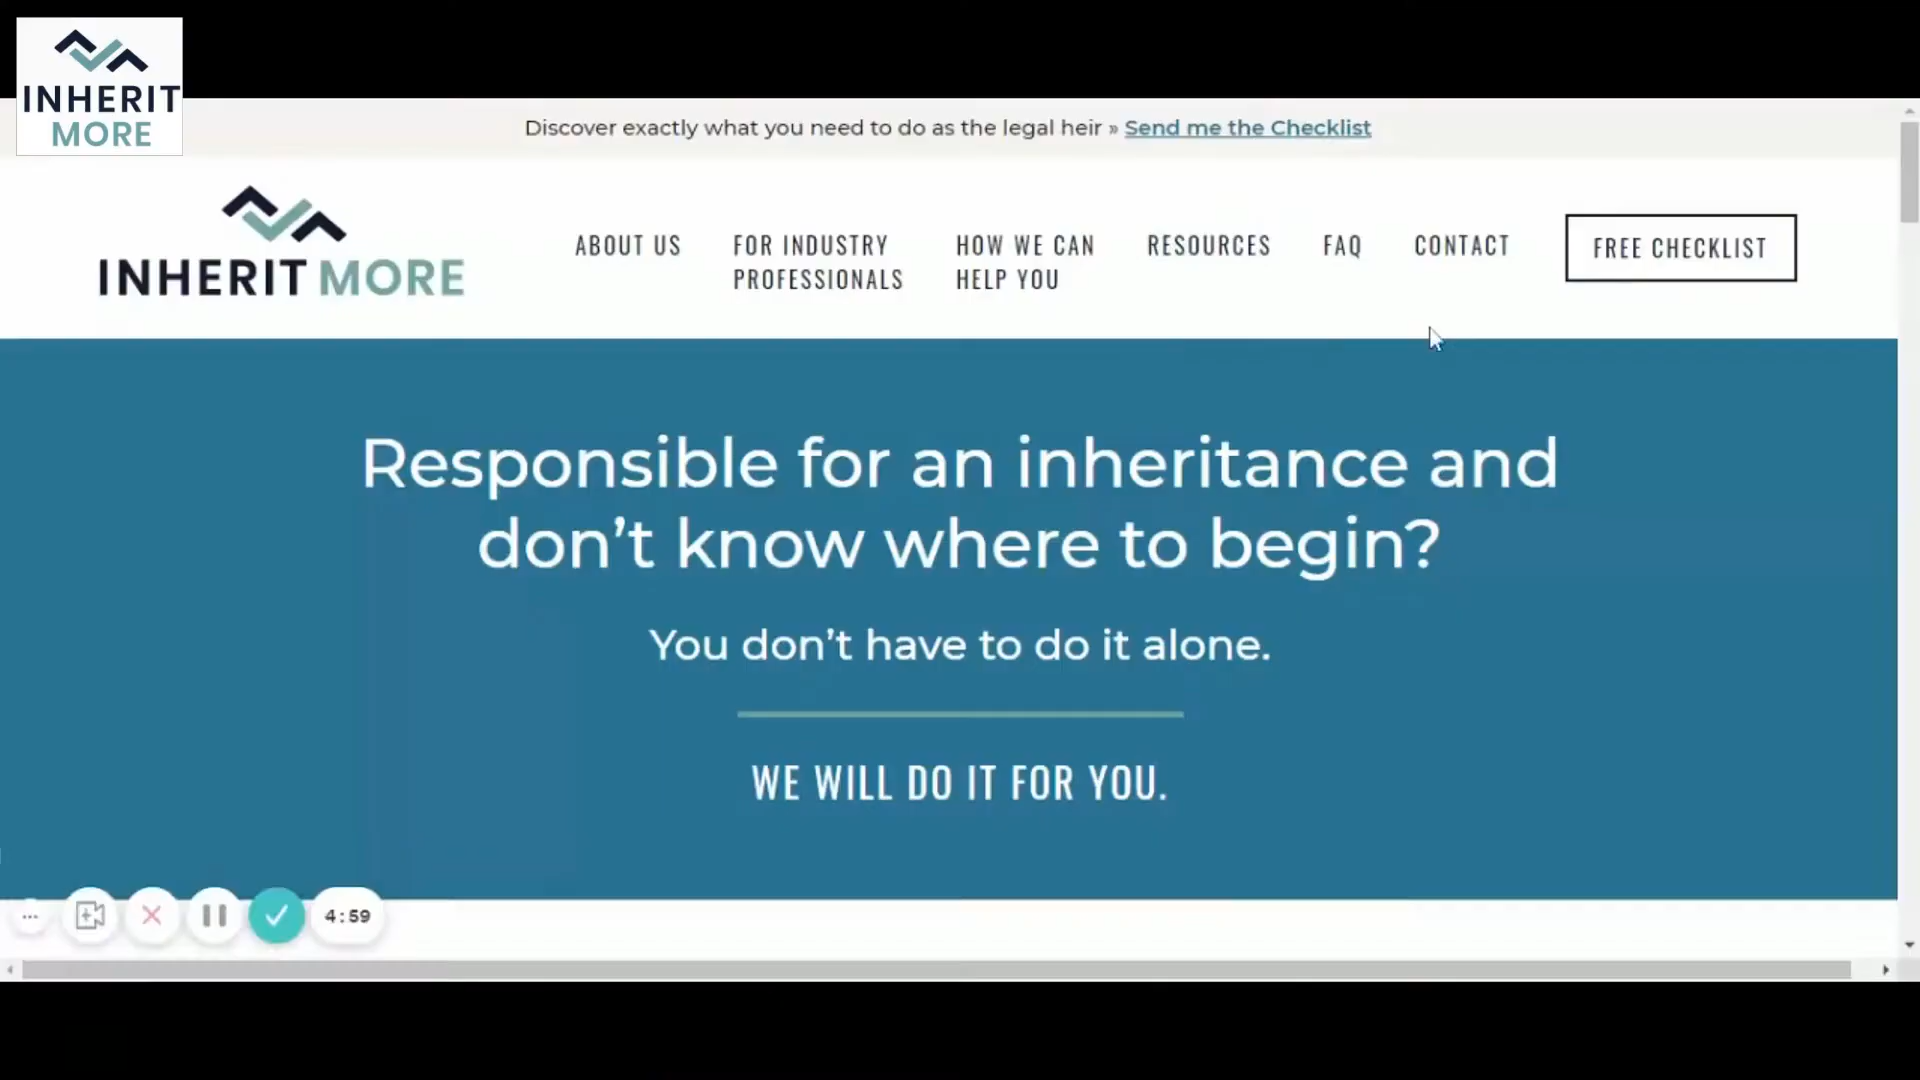 INHERIT
MORE
Discover exactly what you need to do as the legal heir » Send me the Checklist
INHERIT MORE
ABOUT US
FOR INDUSTRY
PROFESSIONALS
HOW WE CAN
HELP YOU
RESOURCES
FAQ
CONTACT
FREE CHECKLIST
Responsible for an inheritance and
don’t know where to begin?
You don’t have to do it alone.
WE WILL DO IT FOR YOU.
4:59